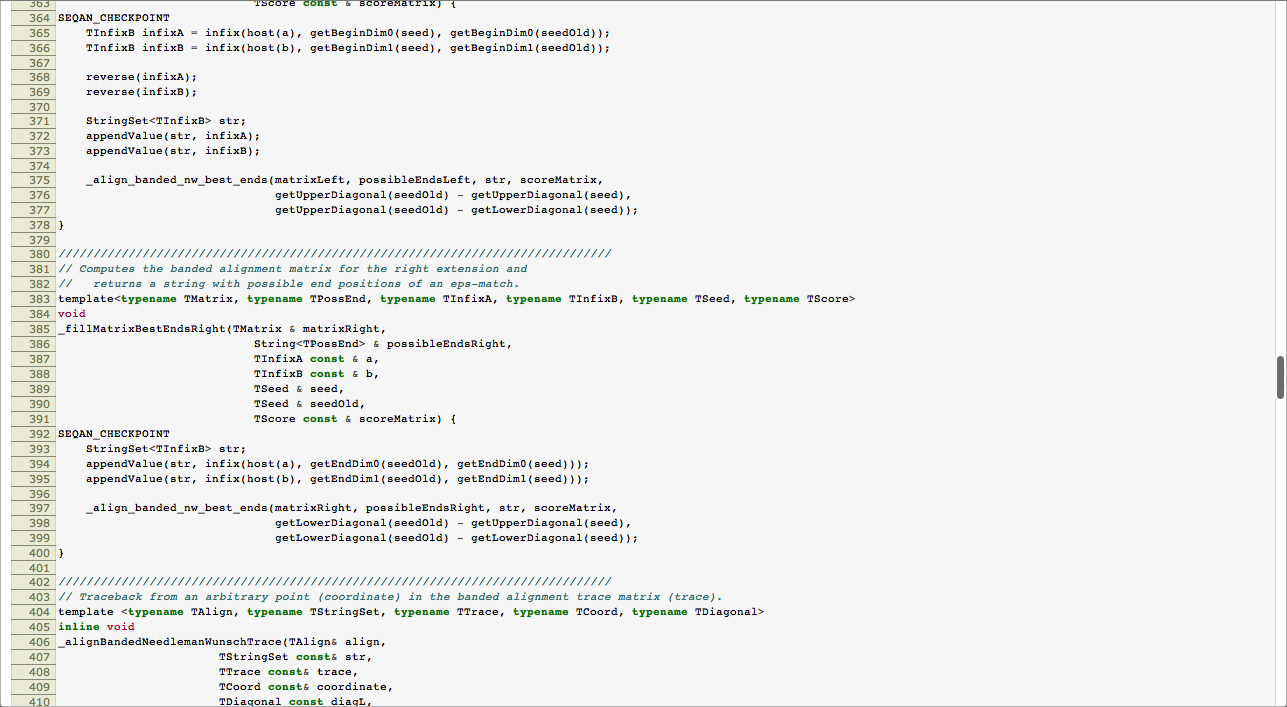 363                             TScore const & scoreMatrix) {
364 SEQAN_CHECKPOINT
365     TInfixB infixA = infix(host(a), getBeginDim0(seed), getBeginDim0(seedOld));
366     TInfixB infixB = infix(host(b), getBeginDim1(seed), getBeginDim1(seedOld));
367
368     reverse(infixA);
369     reverse(infixB);
370
371     StringSet<TInfixB> str;
372     appendValue(str, infixA);
373     appendValue(str, infixB);
374
375     _align_banded_nw_best_ends(matrixLeft, possibleEndsLeft, str, scoreMatrix,
376                                getUpperDiagonal(seedOld) - getUpperDiagonal(seed),
377                                getUpperDiagonal(seedOld) - getLowerDiagonal(seed));
378 }
379
380 ///////////////////////////////////////////////////////////////////////////////
381 // Computes the banded alignment matrix for the right extension and
382 //   returns a string with possible end positions of an eps-match.
383 template<typename TMatrix, typename TPossEnd, typename TInfixA, typename TInfixB, typename TSeed, typename TScore>
384 void
385 _fillMatrixBestEndsRight(TMatrix & matrixRight,
386                             String<TPossEnd> & possibleEndsRight,
387                             TInfixA const & a,
388                             TInfixB const & b,
389                             TSeed & seed,
390                             TSeed & seedOld,
391                             TScore const & scoreMatrix) {
392 SEQAN_CHECKPOINT
393     StringSet<TInfixB> str;
394     appendValue(str, infix(host(a), getEndDim0(seedOld), getEndDim0(seed)));
395     appendValue(str, infix(host(b), getEndDim1(seedOld), getEndDim1(seed)));
396
397     _align_banded_nw_best_ends(matrixRight, possibleEndsRight, str, scoreMatrix,
398                                getLowerDiagonal(seedOld) - getUpperDiagonal(seed),
399                                getLowerDiagonal(seedOld) - getLowerDiagonal(seed));
400 }
401
402 ///////////////////////////////////////////////////////////////////////////////
403 // Traceback from an arbitrary point (coordinate) in the banded alignment trace matrix (trace).
404 template <typename TAlign, typename TStringSet, typename TTrace, typename TCoord, typename TDiagonal>
405 inline void
406 _alignBandedNeedlemanWunschTrace(TAlign& align,
407                        TStringSet const& str,
408                        TTrace const& trace,
409                        TCoord const& coordinate,
410                        TDiagonal const diagL,